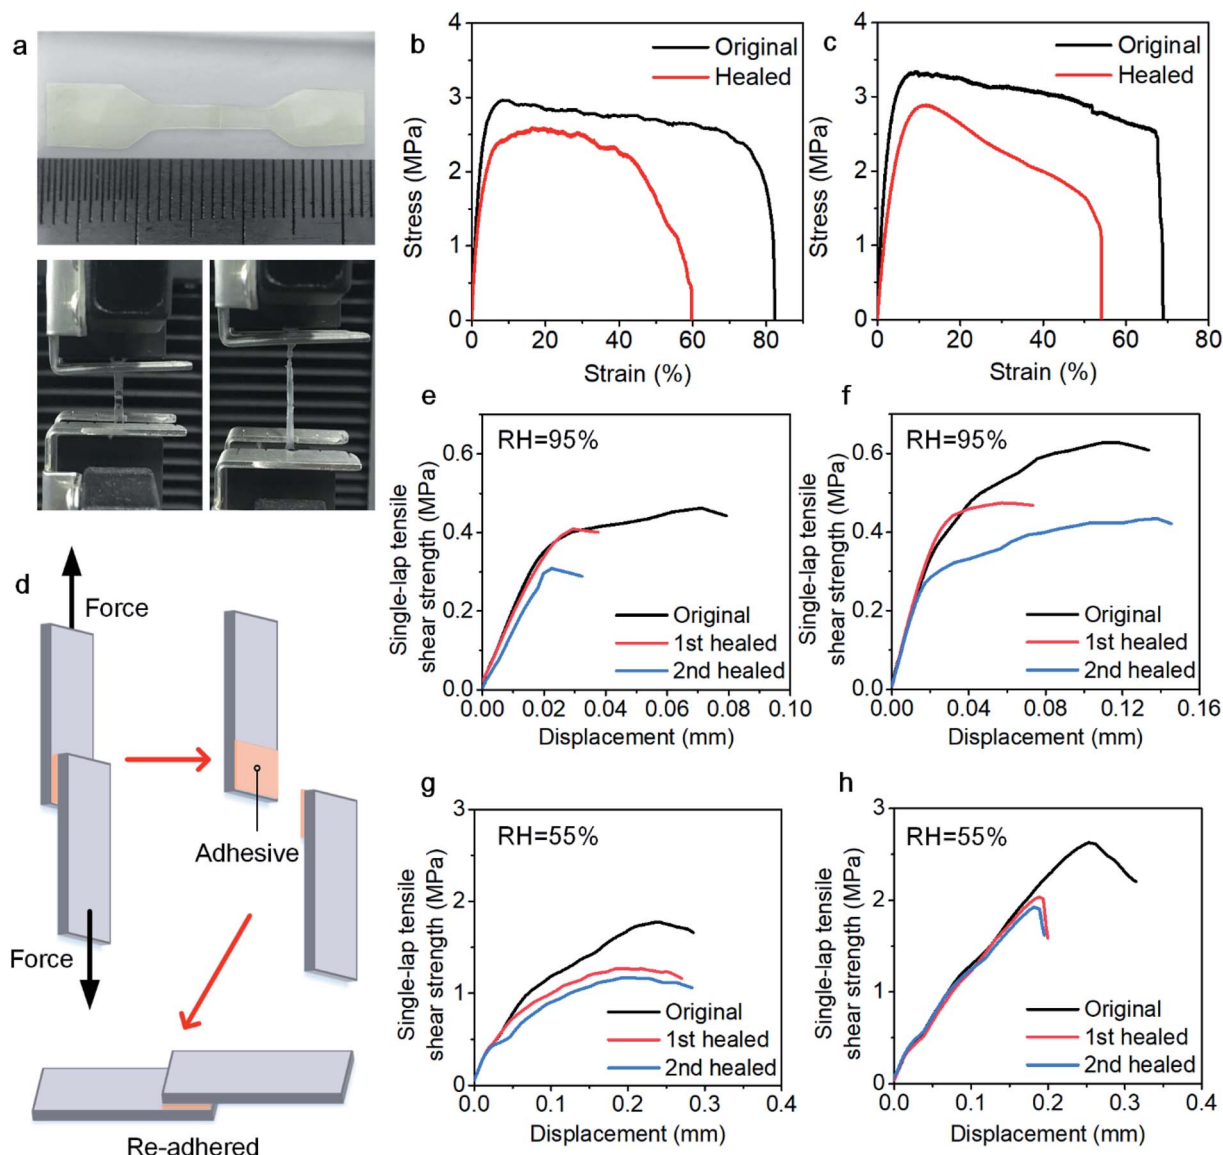 a
b
4
3
2
1
0
Stress (MPa)
Original
Healed
0
20
40
60
80
Strain (%)
c
4
3
2
1
0
Stress (MPa)
Original
Healed
0
20
40
60
80
Strain (%)
d
Force
Force
Adhesive
Re-adhered
e
RH=95%
0.6
0.4
0.2
0.0
Single-lap tensile
shear strength (MPa)
Original
1st healed
2nd healed
0.00
0.02
0.04
0.06
0.08
0.10
Displacement (mm)
f
RH=95%
0.6
0.4
0.2
0.0
Single-lap tensile
shear strength (MPa)
Original
1st healed
2nd healed
0.00
0.04
0.08
0.12
0.16
Displacement (mm)
g
RH=55%
3
2
1
0
Single-lap tensile
shear strength (MPa)
Original
1st healed
2nd healed
0.0
0.1
0.2
0.3
0.4
Displacement (mm)
h
RH=55%
3
2
1
0
Single-lap tensile
shear strength (MPa)
Original
1st healed
2nd healed
0.0
0.1
0.2
0.3
0.4
Displacement (mm)